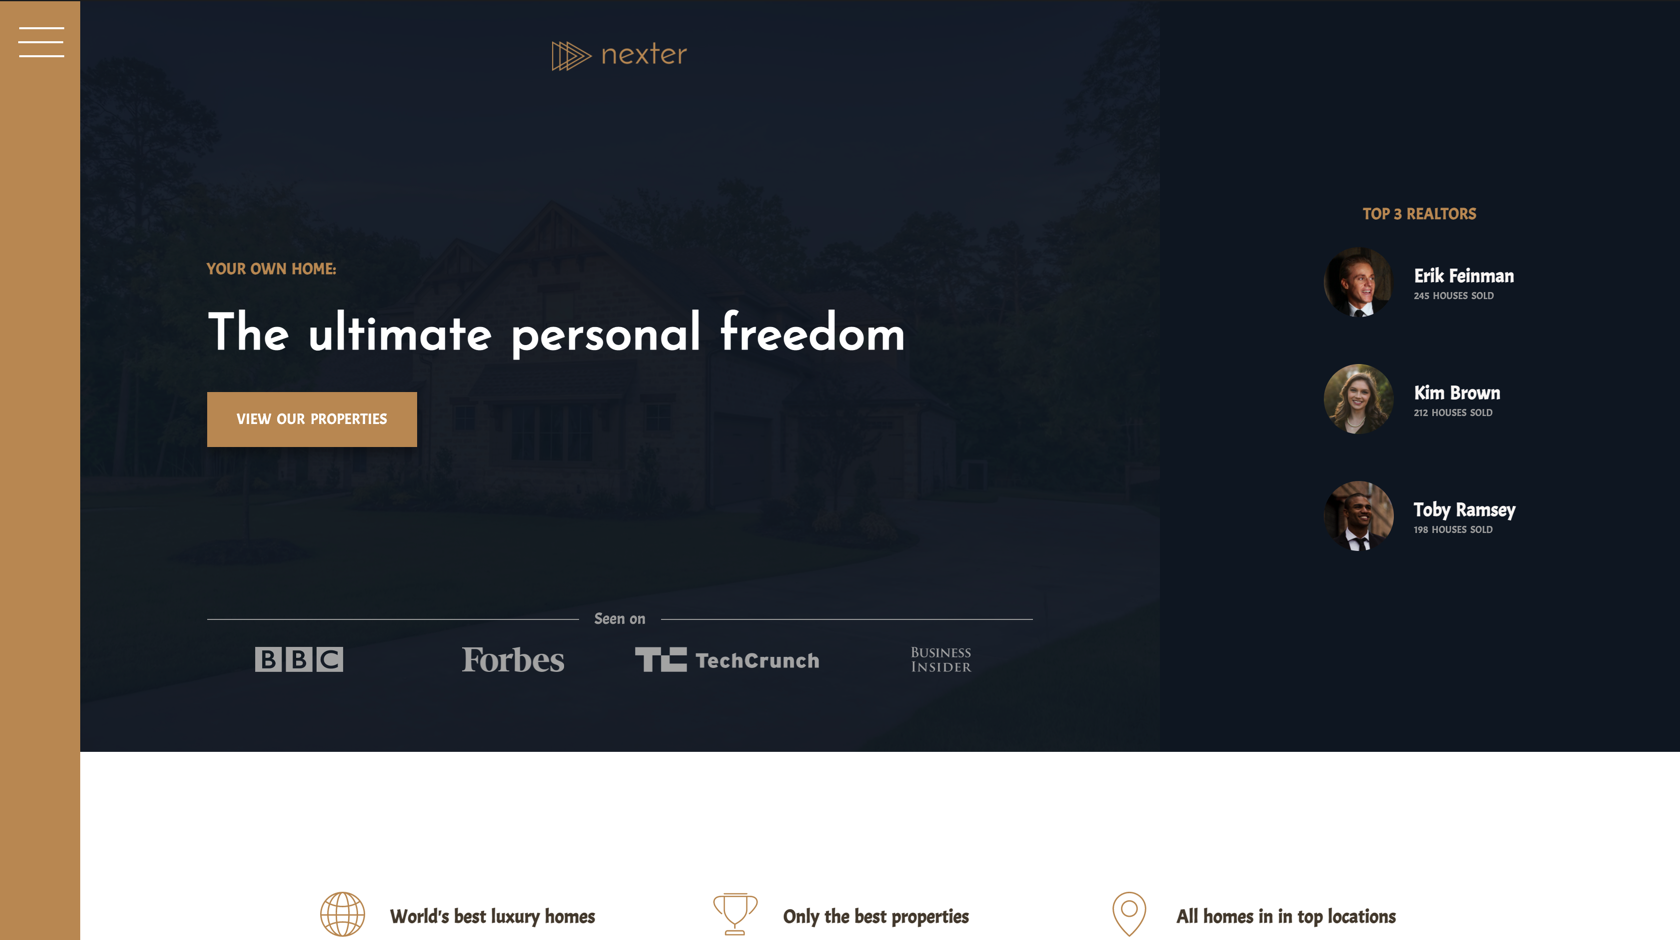 nexter
YOUR OWN HOME:
The ultimate personal freedom
VIEW OUR PROPERTIES
Seen on
BBC
Forbes
TC TechCrunch
BUSINESS
INSIDER
TOP 3 REALTORS
Erik Feinman
245 HOUSES SOLD
Kim Brown
212 HOUSES SOLD
Toby Ramsey
198 HOUSES SOLD
World's best luxury homes
Only the best properties
All homes in in top locations